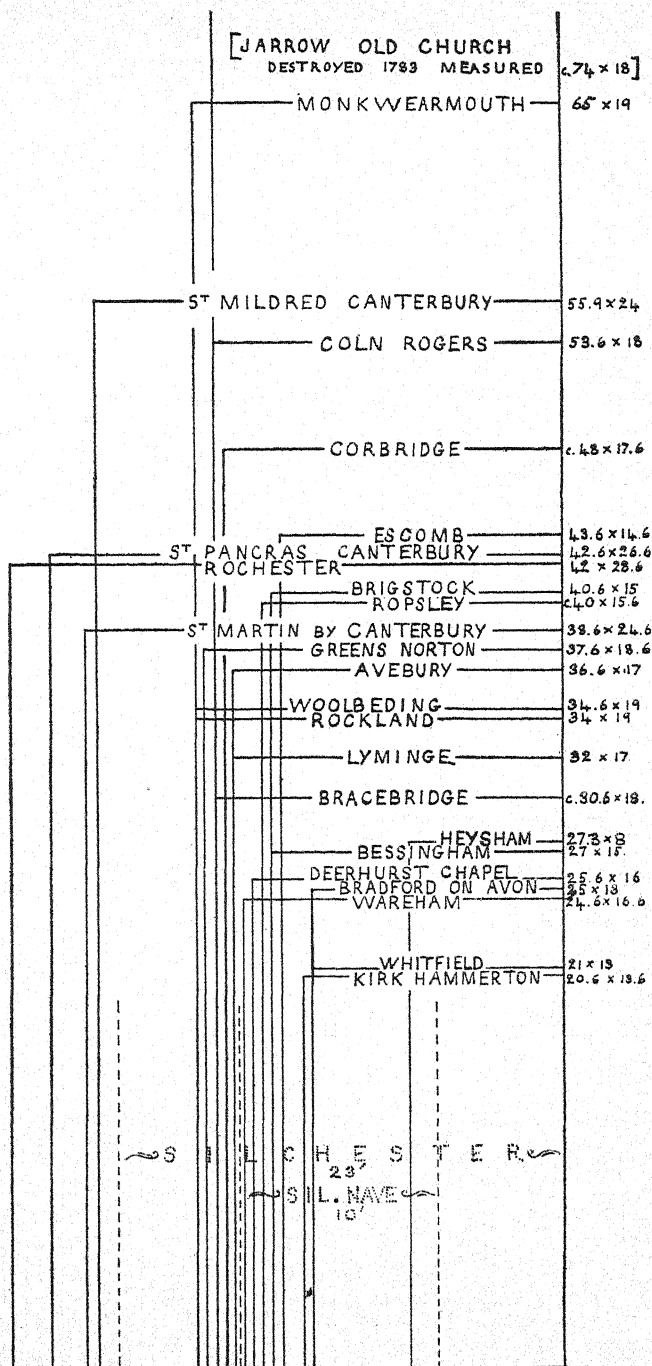 [JARROW OLD CHURCH
DESTROYED 1783 MEASURED c.74 × 18]
MONKWEARMOUTH 65 × 19
ST MILDRED CANTERBURY 55.9 × 24
COLN ROGERS 53.6 × 18
CORBRIDGE c.48 × 17.6
ESCOMB 43.6 × 14.6
ST PANCRAS CANTERBURY 42.6 × 26.6
ROCHESTER 42 × 28.6
BRIGSTOCK 40.6 × 15
ROPSLEY c.40 × 15.6
ST MARTIN BY CANTERBURY 38.6 × 24.6
GREENS NORTON 37.6 × 18.6
AVEBURY 36.6 × 17
WOOLBEDING 34.6 × 19
ROCKLAND 34 × 19
LYMINGE 32 × 17
BRACEBRIDGE c.30.6 × 18.
HEYSHAM 27.3 × 8
BESSINGHAM 27 × 15.
DEERHURST CHAPEL 25.6 × 16
BRADFORD ON AVON 25 × 13
WAREHAM 24.6 × 16.6
WHITFIELD 21 × 13
KIRK HAMMERTON 20.6 × 13.6
SILCHESTER
23'
SIL. NAVE
10'